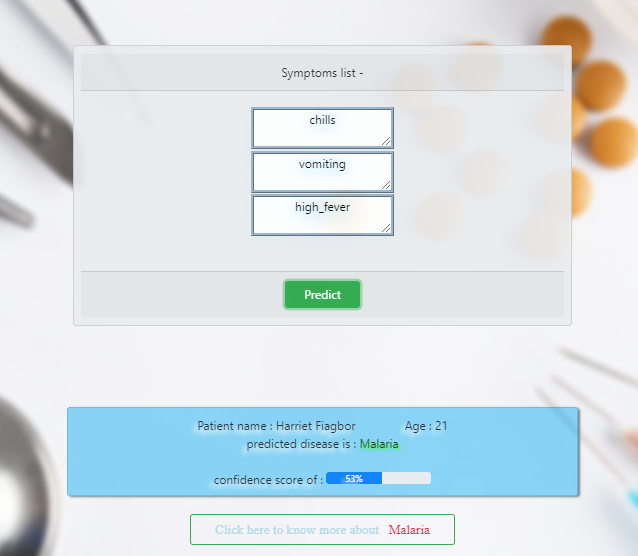 Symptoms list -
chills
vomiting
high_fever
Predict
Patient name : Harriet Fiagbor Age : 21
predicted disease is : Malaria
confidence score of : 53%
Click here to know more about Malaria